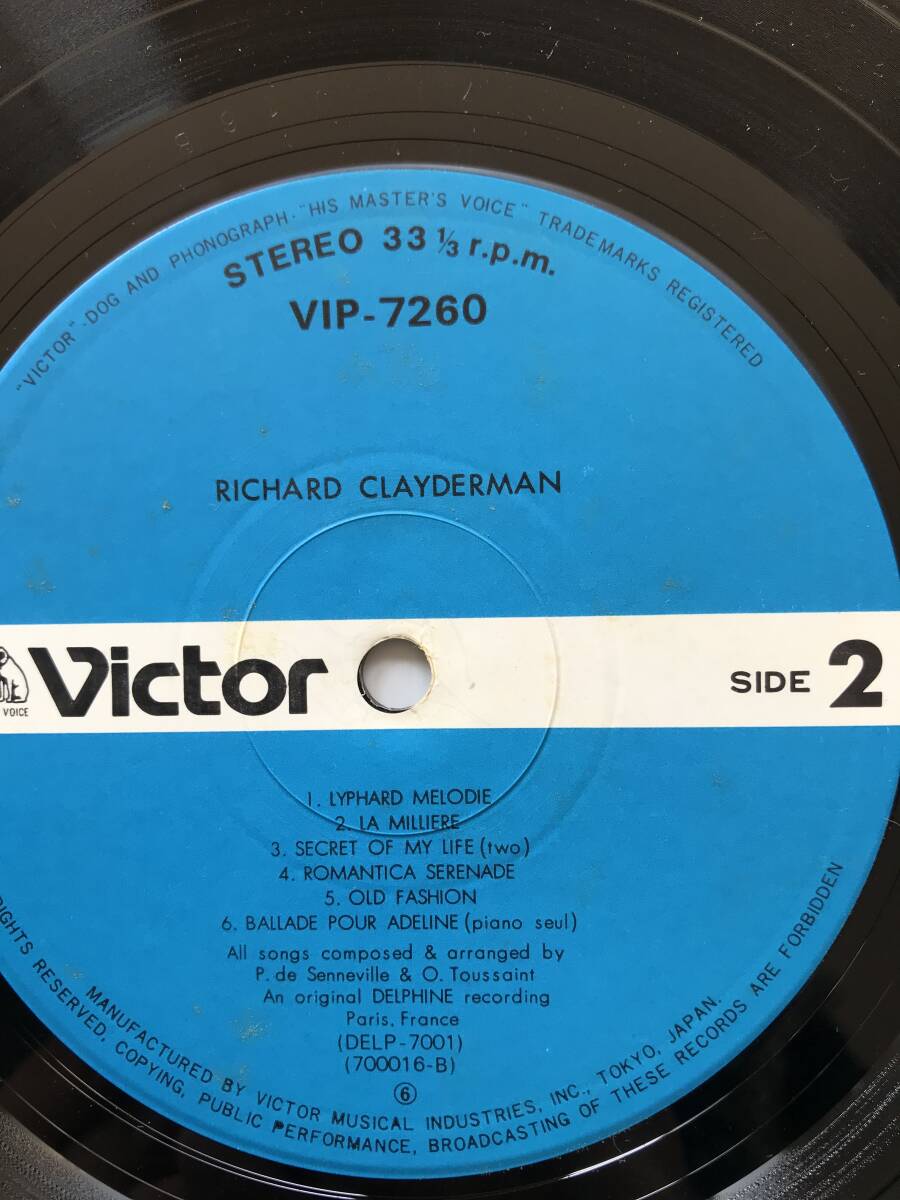 "VICTOR"-DOG AND PHONOGRAPH·"HIS MASTER'S VOICE" TRADEMARKS REGISTERED
STEREO 33 1/3 r.p.m.
VIP-7260
RICHARD CLAYDERMAN
VOICE
Victor
SIDE 2
1. LYPHARD MELODIE
2. LA MILLIERE
3. SECRET OF MY LIFE (two)
4. ROMANTICA SERENADE
5. OLD FASHION
6. BALLADE POUR ADELINE (piano seul)
All songs composed & arranged by
P. de Senneville & O. Toussaint
An original DELPHINE recording
Paris, France
(DELP-7001)
(700016-B)
⑥
MANUFACTURED BY VICTOR MUSICAL INDUSTRIES, INC., TOKYO, JAPAN.
RIGHTS RESERVED, COPYING, PUBLIC PERFORMANCE, BROADCASTING OF THESE RECORDS ARE FORBIDDEN